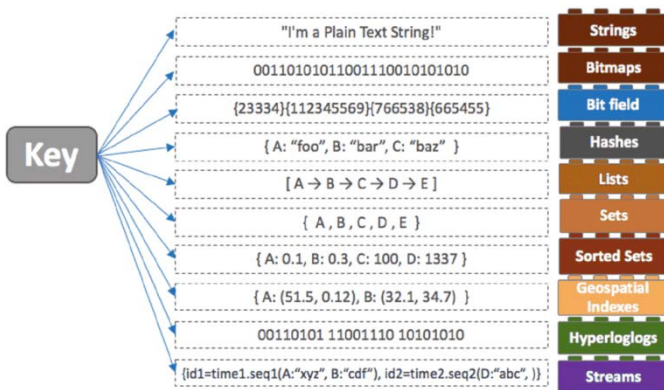 "I'm a Plain Text String!"
Strings
00110101011001110010101010
Bitmaps
{23334}{112345569}{766538}{665455}
Bit field
Key
{ A: “foo”, B: “bar”, C: “baz” }
Hashes
[ A → B → C → D → E ]
Lists
{ A , B , C , D , E }
Sets
{ A: 0.1, B: 0.3, C: 100, D: 1337 }
Sorted Sets
{ A: (51.5, 0.12), B: (32.1, 34.7) }
Geospatial
Indexes
00110101 11001110 10101010
Hyperloglogs
{id1=time1.seq1(A:“xyz”, B:“cdf”), id2=time2.seq2(D:“abc”, )}
Streams